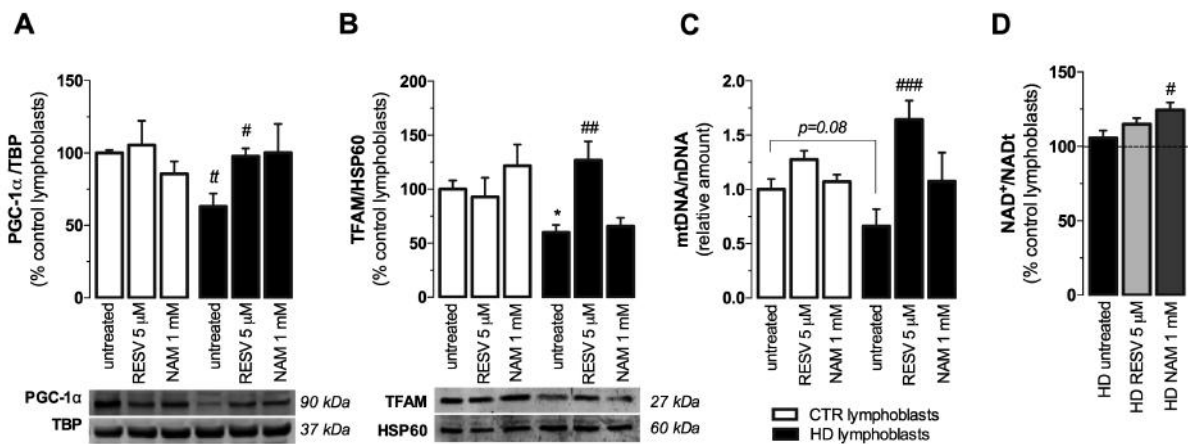 A
PGC-1α/TBP
(% control lymphoblasts)
150
100
50
0
tt
#
untreated
RESV 5 μM
NAM 1 mM
untreated
RESV 5 μM
NAM 1 mM
PGC-1α
90 kDa
TBP
37 kDa
B
TFAM/HSP60
(% control lymphoblasts)
200
150
100
50
0
*
##
untreated
RESV 5 μM
NAM 1 mM
untreated
RESV 5 μM
NAM 1 mM
TFAM
27 kDa
HSP60
60 kDa
C
mtDNA/nDNA
(relative amount)
2.0
1.5
1.0
0.5
0.0
p=0.08
###
untreated
RESV 5 μM
NAM 1 mM
untreated
RESV 5 μM
NAM 1 mM
CTR lymphoblasts
HD lymphoblasts
D
NAD⁺/NADt
(% control lymphoblasts)
150
125
100
50
0
#
HD untreated
HD RESV 5 μM
HD NAM 1 mM